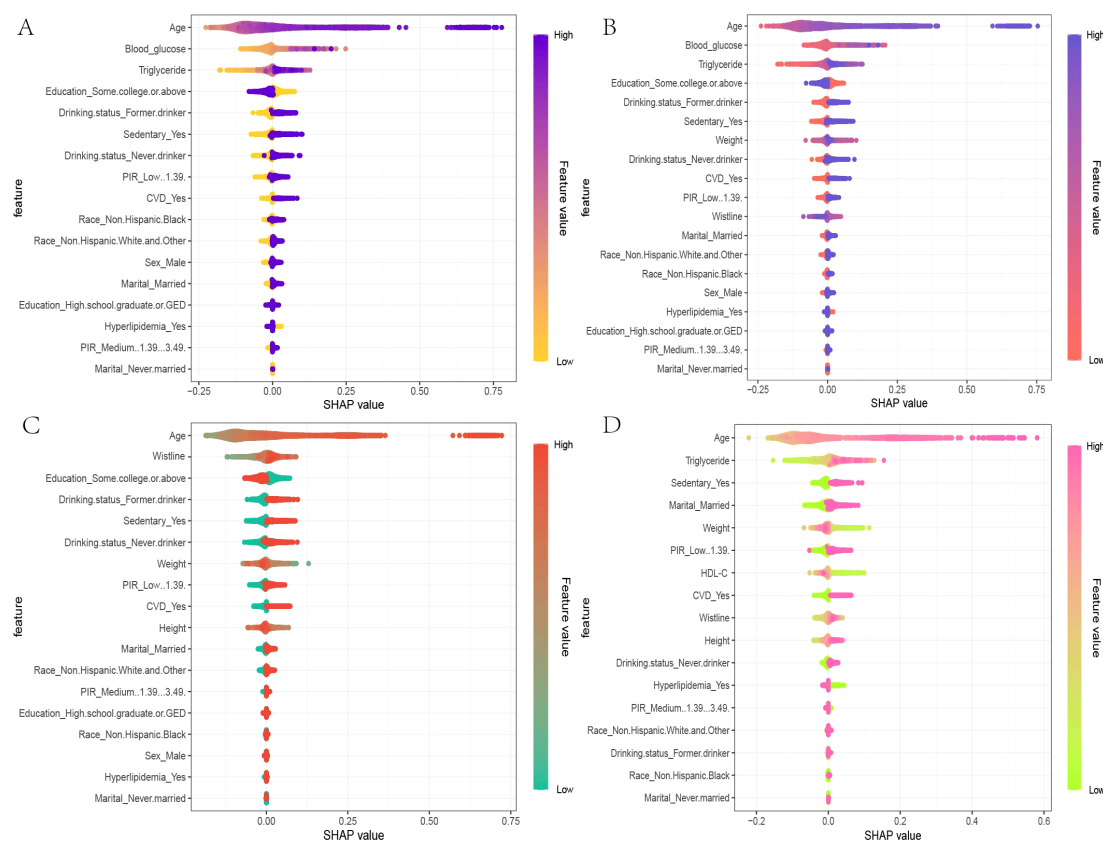 A
feature
Age
Blood_glucose
Triglyceride
Education_Some.college.or.above
Drinking.status_Former.drinker
Sedentary_Yes
Drinking.status_Never.drinker
PIR_Low..1.39.
CVD_Yes
Race_Non.Hispanic.Black
Race_Non.Hispanic.White.and.Other
Sex_Male
Marital_Married
Education_High.school.graduate.or.GED
Hyperlipidemia_Yes
PIR_Medium..1.39...3.49.
Marital_Never.married
−0.25 0.00 0.25 0.50 0.75
SHAP value
High
Feature value
Low
B
feature
Age
Blood_glucose
Triglyceride
Education_Some.college.or.above
Drinking.status_Former.drinker
Sedentary_Yes
Weight
Drinking.status_Never.drinker
CVD_Yes
PIR_Low..1.39.
Wistline
Marital_Married
Race_Non.Hispanic.White.and.Other
Race_Non.Hispanic.Black
Sex_Male
Hyperlipidemia_Yes
Education_High.school.graduate.or.GED
PIR_Medium..1.39...3.49.
Marital_Never.married
−0.25 0.00 0.25 0.50 0.75
SHAP value
High
Feature value
Low
C
feature
Age
Wistline
Education_Some.college.or.above
Drinking.status_Former.drinker
Sedentary_Yes
Drinking.status_Never.drinker
Weight
PIR_Low..1.39.
CVD_Yes
Height
Marital_Married
Race_Non.Hispanic.White.and.Other
PIR_Medium..1.39...3.49.
Education_High.school.graduate.or.GED
Race_Non.Hispanic.Black
Sex_Male
Hyperlipidemia_Yes
Marital_Never.married
0.00 0.25 0.50 0.75
SHAP value
High
Feature value
Low
D
feature
Age
Triglyceride
Sedentary_Yes
Marital_Married
Weight
PIR_Low..1.39.
HDL-C
CVD_Yes
Wistline
Height
Drinking.status_Never.drinker
Hyperlipidemia_Yes
PIR_Medium..1.39...3.49.
Race_Non.Hispanic.White.and.Other
Drinking.status_Former.drinker
Race_Non.Hispanic.Black
Marital_Never.married
−0.2 0.0 0.2 0.4 0.6
SHAP value
High
Feature value
Low